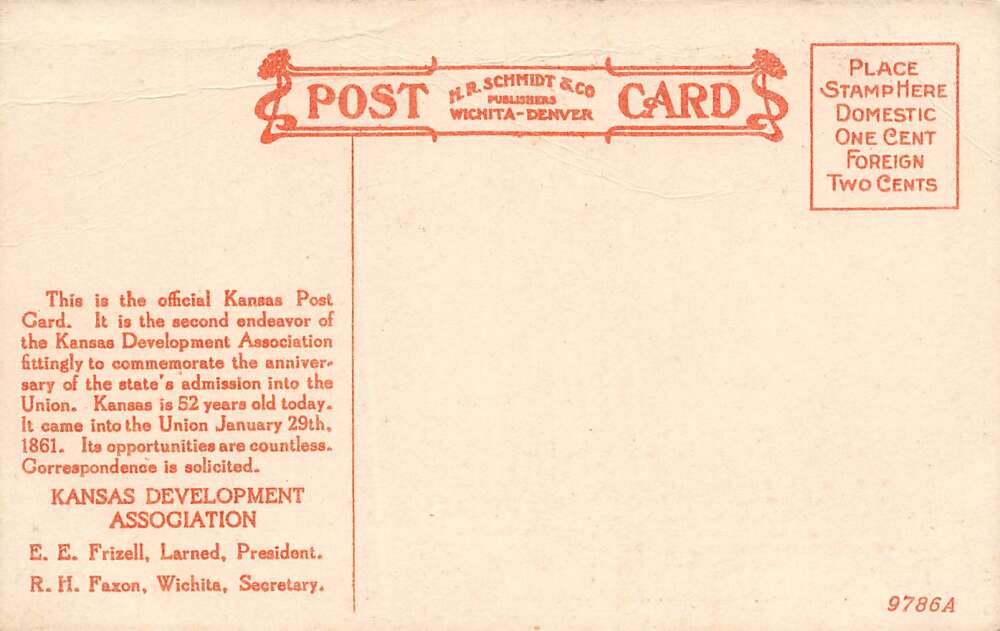 POST
H. R. SCHMIDT & CO
PUBLISHERS
WICHITA - DENVER
CARD
PLACE
STAMP HERE
DOMESTIC
ONE CENT
FOREIGN
TWO CENTS
This is the official Kansas Post
Card. It is the second endeavor of
the Kansas Development Association
fittingly to commemorate the anniver-
sary of the state's admission into the
Union. Kansas is 52 years old today.
It came into the Union January 29th,
1861. Its opportunities are countless.
Correspondence is solicited.
KANSAS DEVELOPMENT
ASSOCIATION
E. E. Frizell, Larned, President.
R. H. Faxon, Wichita, Secretary.
9786A